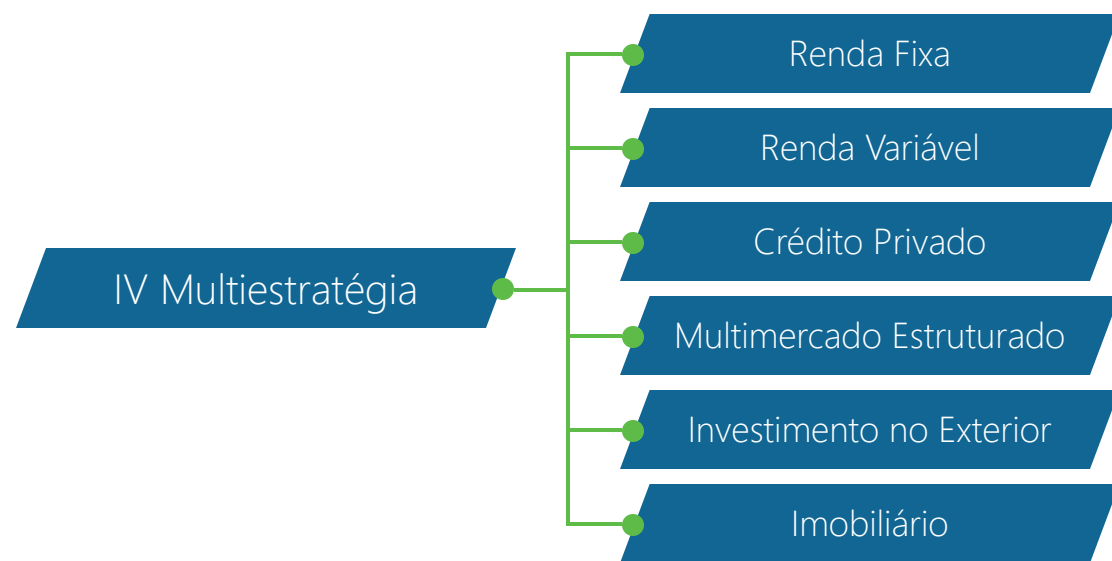 Renda Fixa
Renda Variável
Crédito Privado
IV Multiestratégia
Multimercado Estruturado
Investimento no Exterior
Imobiliário